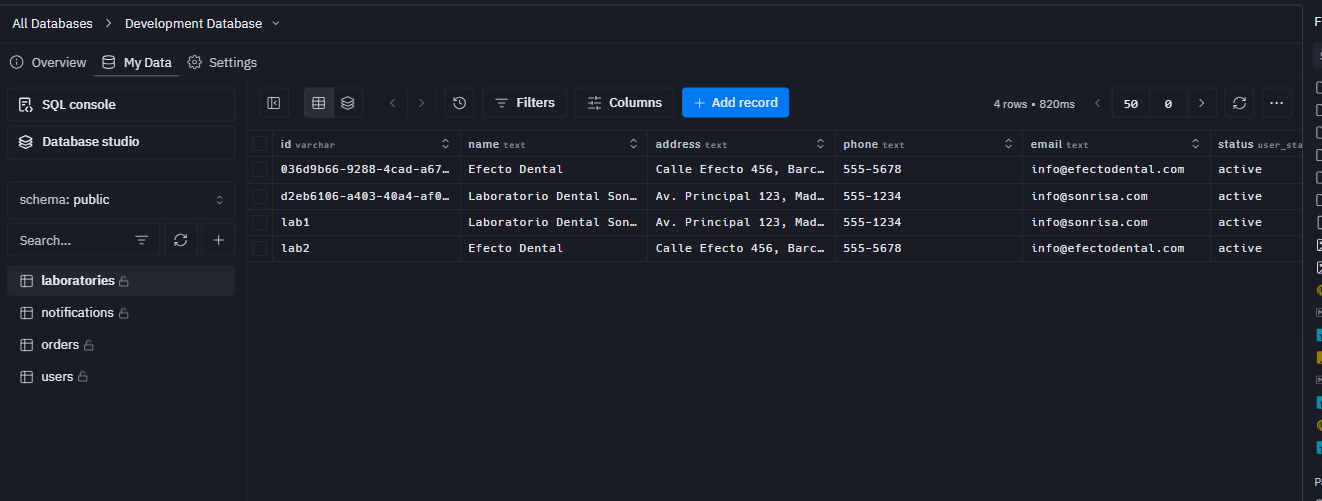 All Databases > Development Database
Overview My Data Settings
SQL console
Database studio
schema: public
Search...
laboratories
notifications
orders
users
Filters Columns + Add record 4 rows • 820ms 50 0 ...
id varchar name text address text phone text email text status user_sta
036d9b66-9288-4cad-a67... Efecto Dental Calle Efecto 456, Barc... 555-5678 info@efectodental.com active
d2eb6106-a403-40a4-af0... Laboratorio Dental Son... Av. Principal 123, Mad... 555-1234 info@sonrisa.com active
lab1 Laboratorio Dental Son... Av. Principal 123, Mad... 555-1234 info@sonrisa.com active
lab2 Efecto Dental Calle Efecto 456, Barc... 555-5678 info@efectodental.com active